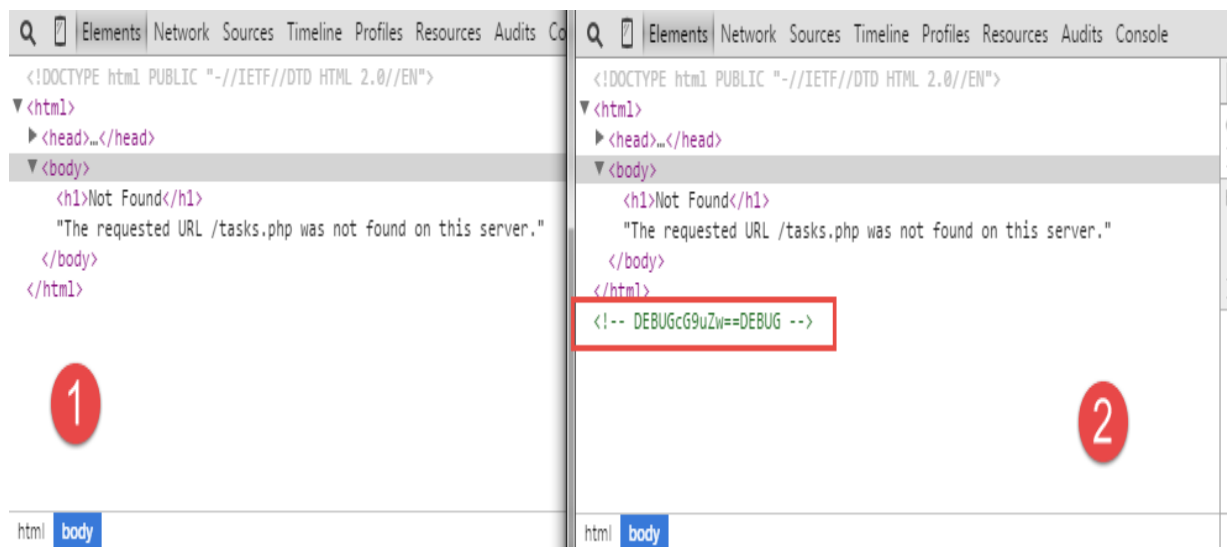 Elements Network Sources Timeline Profiles Resources Audits Co
<!DOCTYPE html PUBLIC "-//IETF//DTD HTML 2.0//EN">
▼<html>
▶<head>…</head>
▼<body>
<h1>Not Found</h1>
"The requested URL /tasks.php was not found on this server."
</body>
</html>
1
html body
Elements Network Sources Timeline Profiles Resources Audits Console
<!DOCTYPE html PUBLIC "-//IETF//DTD HTML 2.0//EN">
▼<html>
▶<head>…</head>
▼<body>
<h1>Not Found</h1>
"The requested URL /tasks.php was not found on this server."
</body>
</html>
<!-- DEBUGcG9uZw==DEBUG -->
2
html body